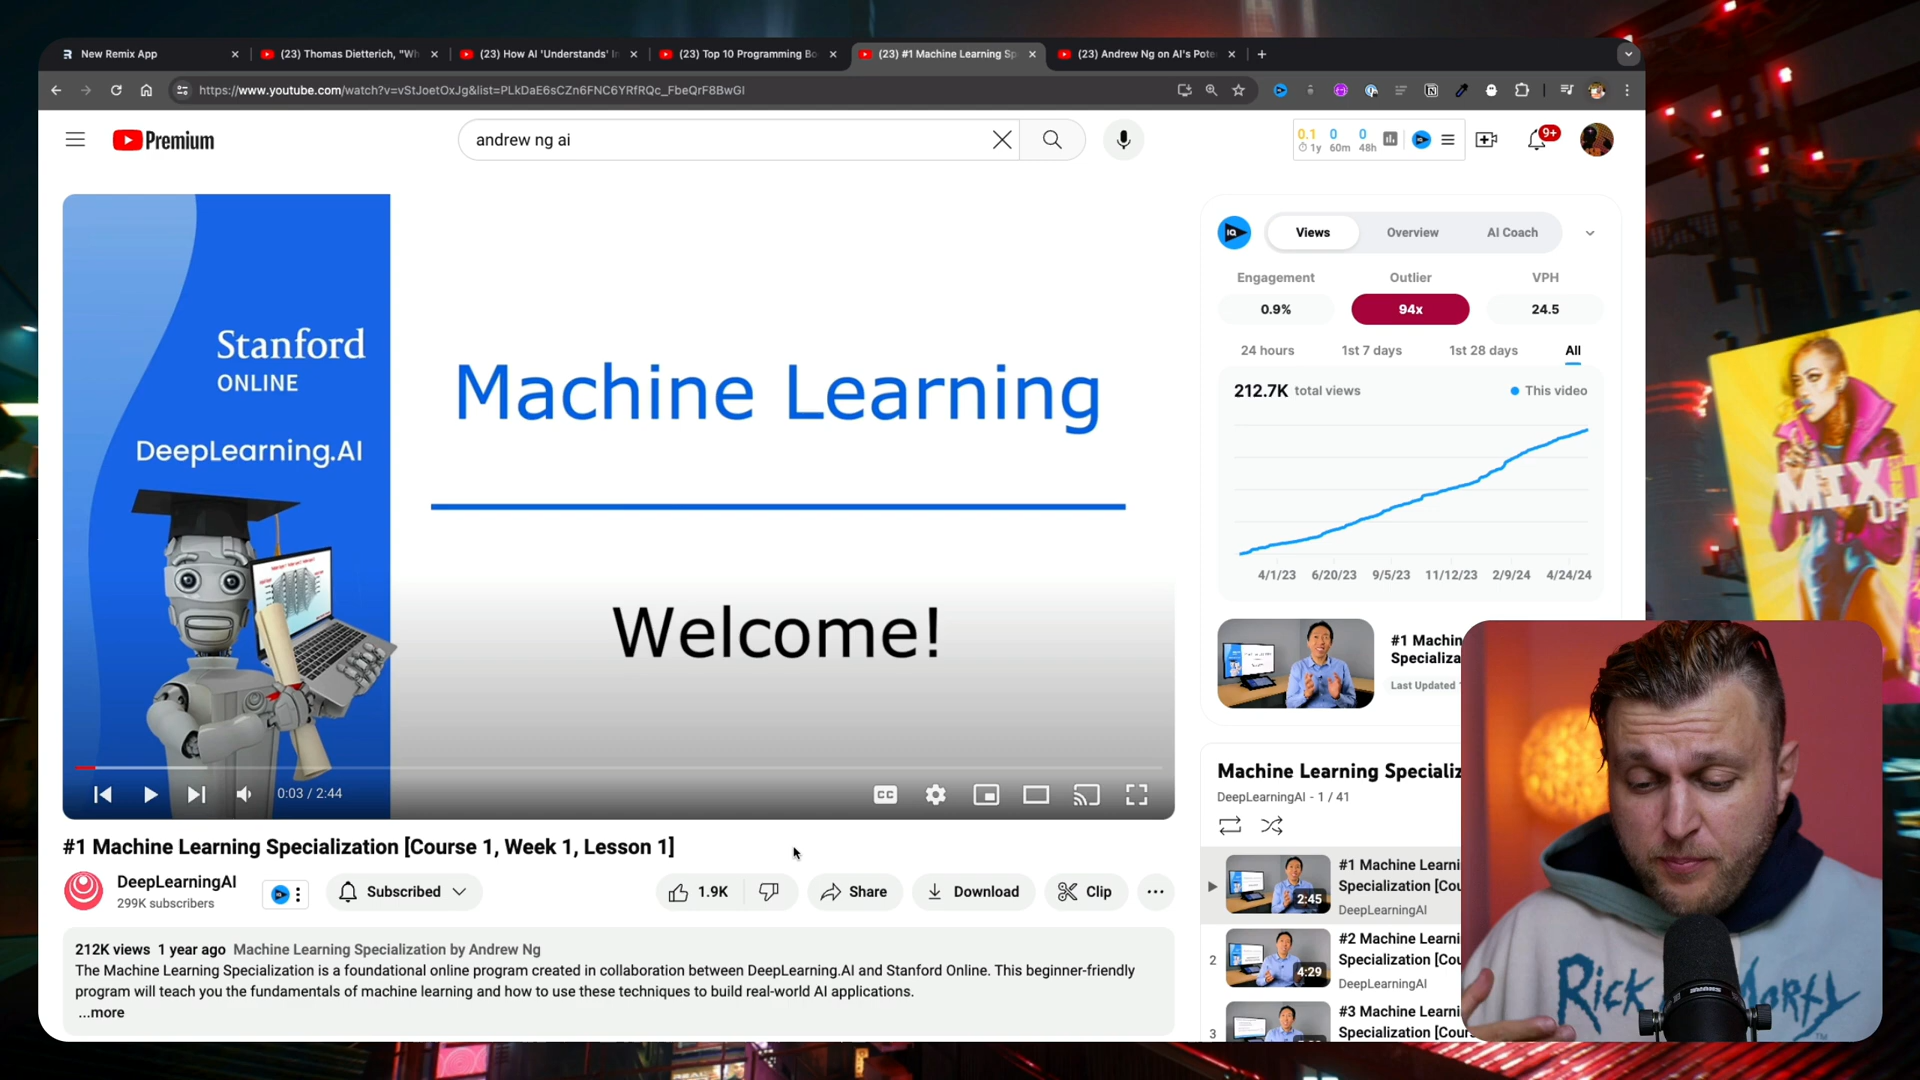 New Remix App
(23) Thomas Dietterich, "Wh
(23) How AI 'Understands' I
(23) Top 10 Programming Bo
(23) #1 Machine Learning Sp
(23) Andrew Ng on AI's Pote
https://www.youtube.com/watch?v=vStJoetOxJg&list=PLkDaE6sCZn6FNC6YRfRQc_FbeQrF8BwGI
Premium
andrew ng ai
0.1 0 0
1y 60m 48h
9+
Stanford
ONLINE
DeepLearning.AI
Machine Learning
Welcome!
0:03 / 2:44
CC
#1 Machine Learning Specialization [Course 1, Week 1, Lesson 1]
DeepLearningAI
299K subscribers
Subscribed
1.9K
Share
Download
Clip
212K views 1 year ago Machine Learning Specialization by Andrew Ng
The Machine Learning Specialization is a foundational online program created in collaboration between DeepLearning.AI and Stanford Online. This beginner-friendly
program will teach you the fundamentals of machine learning and how to use these techniques to build real-world AI applications.
...more
IQ
Views Overview AI Coach
Engagement Outlier VPH
0.9% 94x 24.5
24 hours 1st 7 days 1st 28 days All
212.7K total views This video
4/1/23 6/20/23 9/5/23 11/12/23 2/9/24 4/24/24
#1 Machin
Specializa
Last Updated
Machine Learning Specializ
DeepLearningAI - 1 / 41
2:45
#1 Machine Learni
Specialization [Cou
DeepLearningAI
2
4:29
#2 Machine Learni
Specialization [Cou
DeepLearningAI
3
#3 Machine Learni
Specialization [Cour
MIX
UP
Rick
Morty